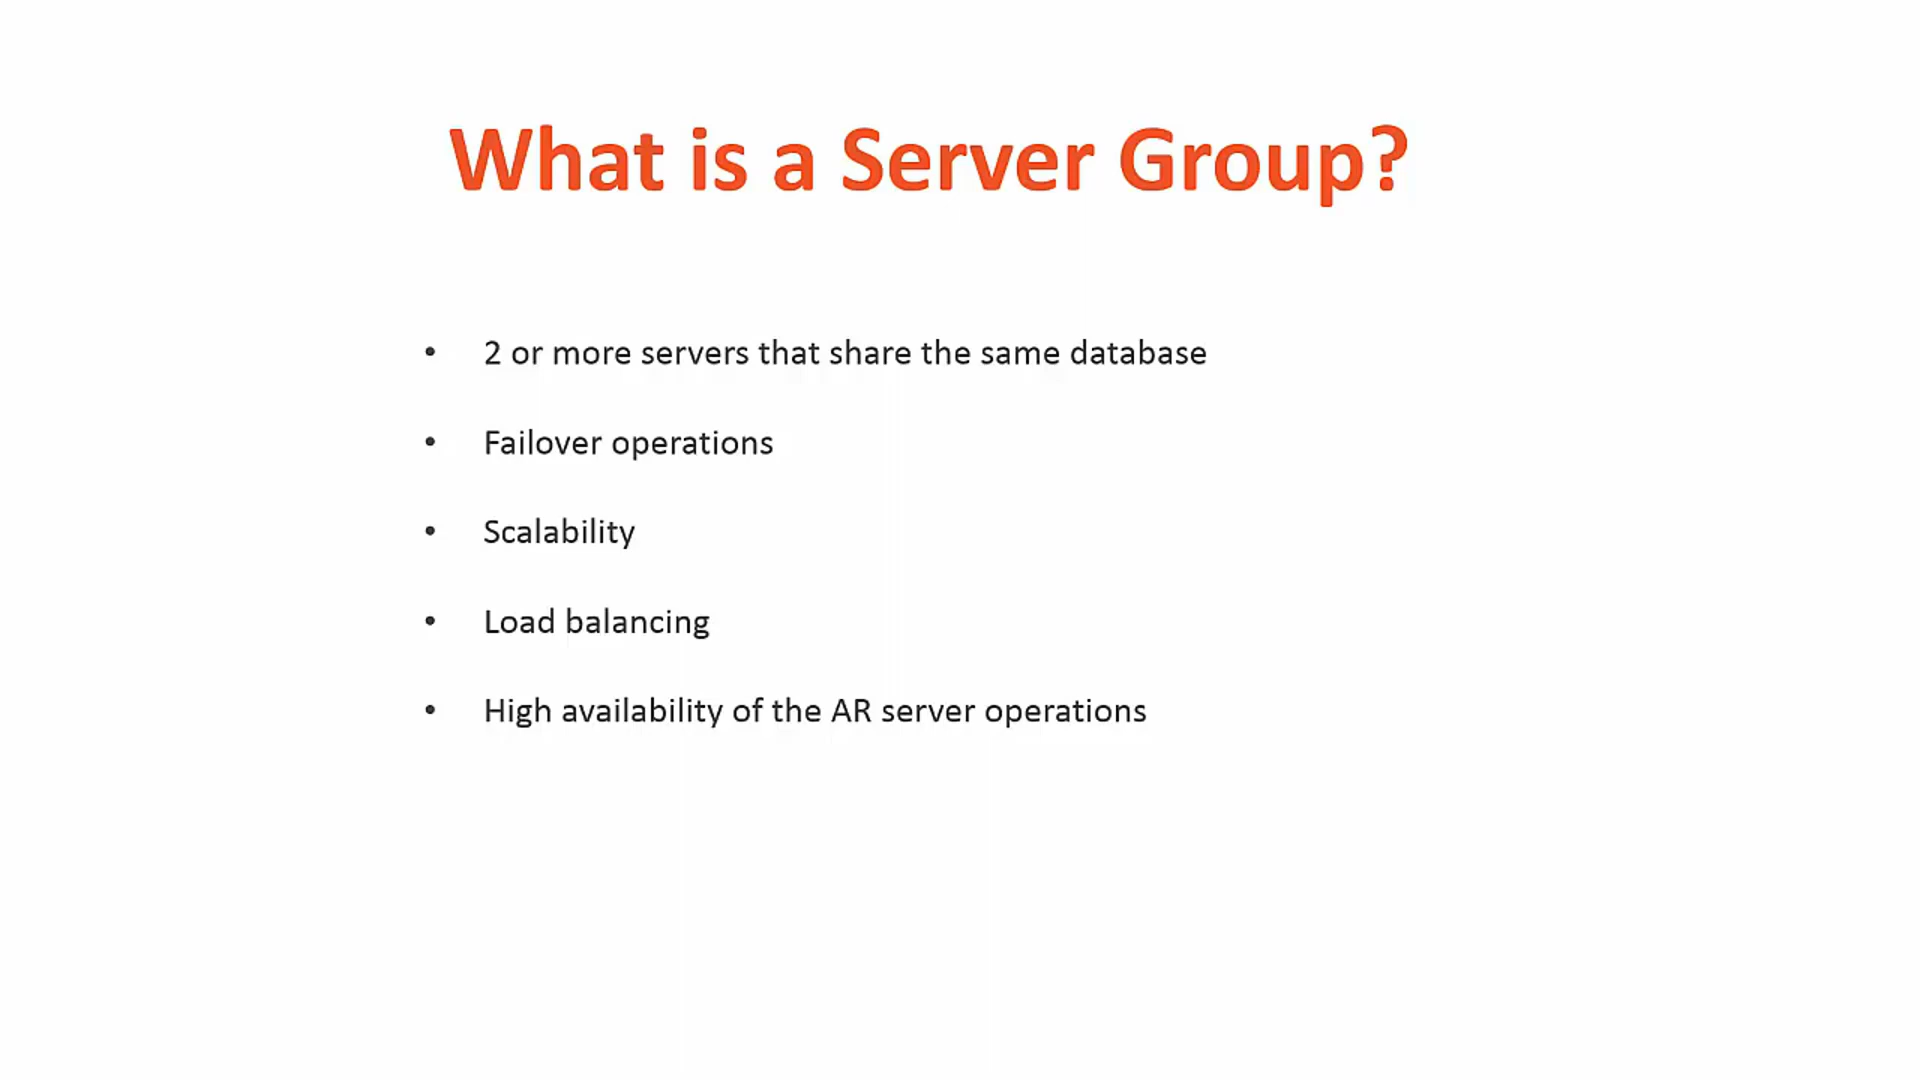 What is a Server Group?
• 2 or more servers that share the same database
• Failover operations
• Scalability
• Load balancing
• High availability of the AR server operations